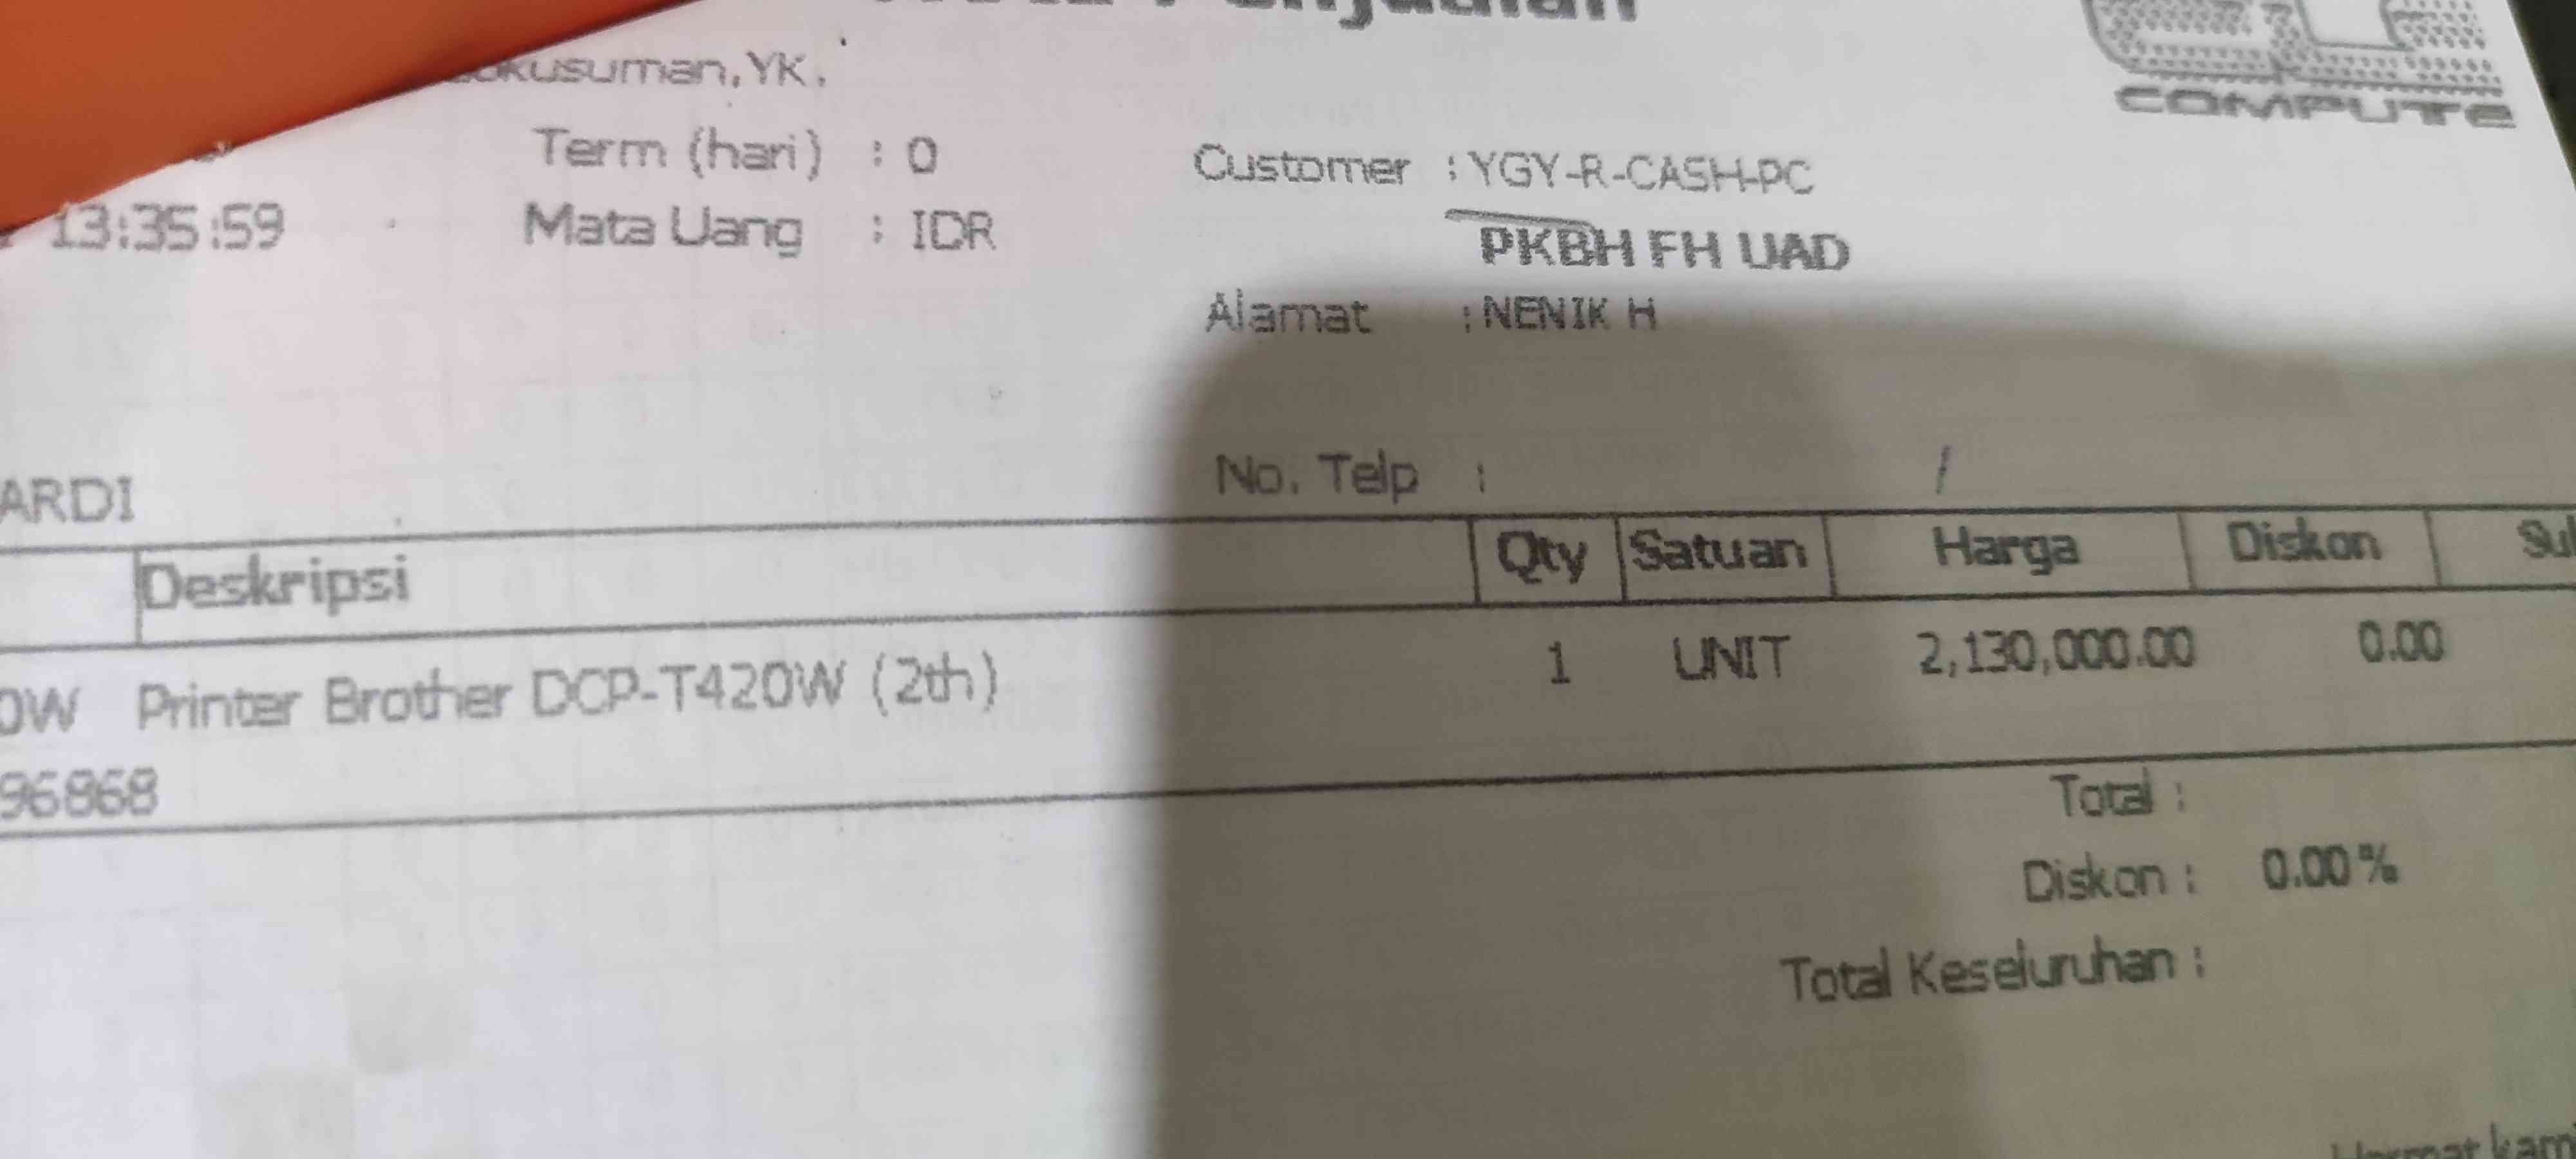 YK.
COMPUTE
Term (hari) : 0
Customer : YGY-R-CASH-PC
13:35:59
Mata Uang : IDR
PKBH FH UAD
Alamat : NENIK H
No. Telp : /
ARDI
Deskripsi Qty Satuan Harga Diskon Sul
0W Printer Brother DCP-T420W (2th) 1 UNIT 2,130,000.00 0.00
96868
Total :
Diskon : 0.00 %
Total Keseluruhan :